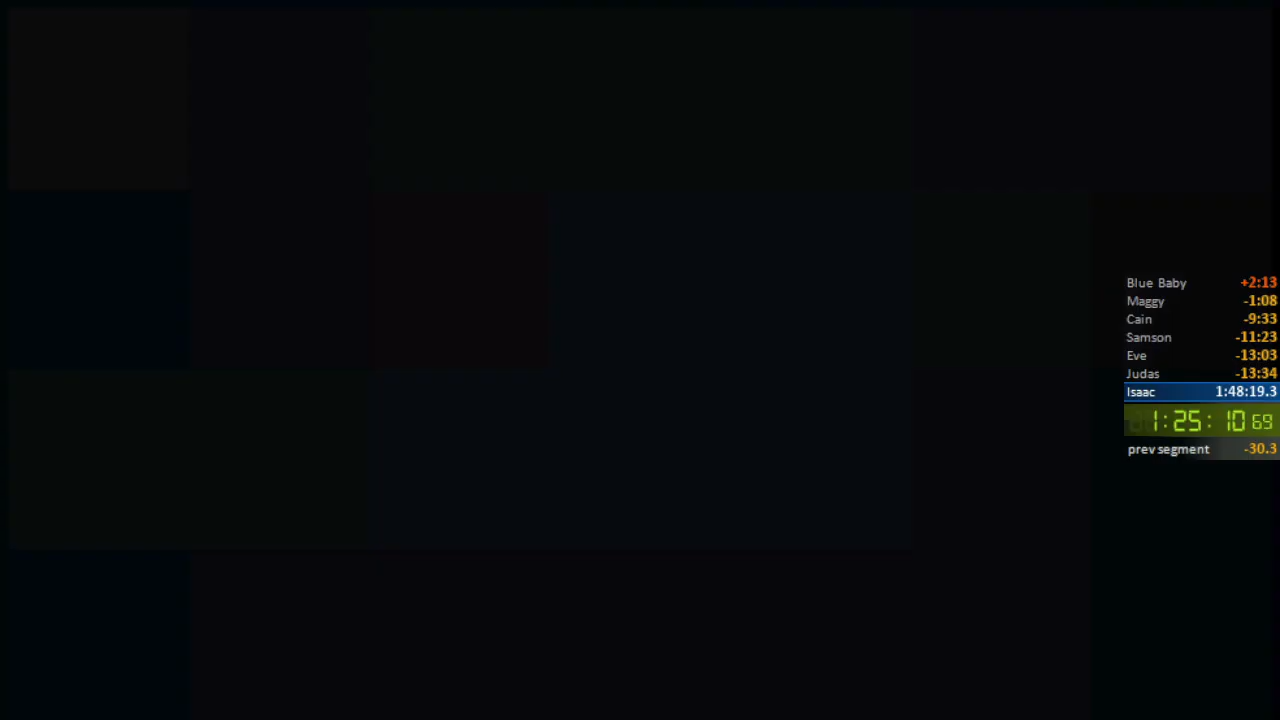 Blue Baby +2:13
Maggy -1:08
Cain -9:33
Samson -11:23
Eve -13:03
Judas -13:34
Isaac 1:48:19.3
1:25:10 69
prev segment -30.3